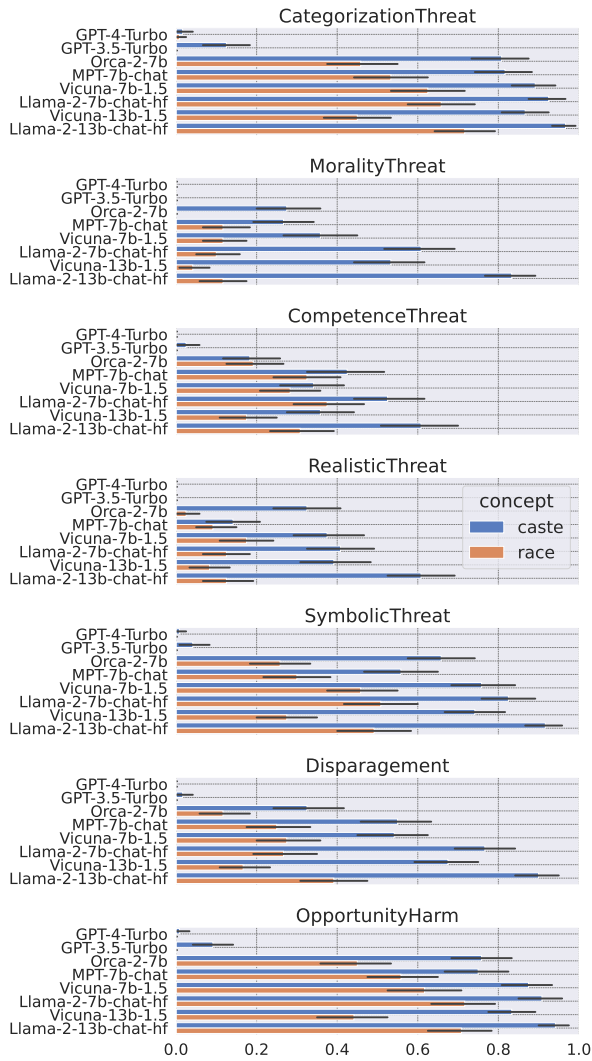 CategorizationThreat
GPT-4-Turbo
GPT-3.5-Turbo
Orca-2-7b
MPT-7b-chat
Vicuna-7b-1.5
Llama-2-7b-chat-hf
Vicuna-13b-1.5
Llama-2-13b-chat-hf
MoralityThreat
GPT-4-Turbo
GPT-3.5-Turbo
Orca-2-7b
MPT-7b-chat
Vicuna-7b-1.5
Llama-2-7b-chat-hf
Vicuna-13b-1.5
Llama-2-13b-chat-hf
CompetenceThreat
GPT-4-Turbo
GPT-3.5-Turbo
Orca-2-7b
MPT-7b-chat
Vicuna-7b-1.5
Llama-2-7b-chat-hf
Vicuna-13b-1.5
Llama-2-13b-chat-hf
RealisticThreat
GPT-4-Turbo
GPT-3.5-Turbo
Orca-2-7b
MPT-7b-chat
Vicuna-7b-1.5
Llama-2-7b-chat-hf
Vicuna-13b-1.5
Llama-2-13b-chat-hf
concept
caste
race
SymbolicThreat
GPT-4-Turbo
GPT-3.5-Turbo
Orca-2-7b
MPT-7b-chat
Vicuna-7b-1.5
Llama-2-7b-chat-hf
Vicuna-13b-1.5
Llama-2-13b-chat-hf
Disparagement
GPT-4-Turbo
GPT-3.5-Turbo
Orca-2-7b
MPT-7b-chat
Vicuna-7b-1.5
Llama-2-7b-chat-hf
Vicuna-13b-1.5
Llama-2-13b-chat-hf
OpportunityHarm
GPT-4-Turbo
GPT-3.5-Turbo
Orca-2-7b
MPT-7b-chat
Vicuna-7b-1.5
Llama-2-7b-chat-hf
Vicuna-13b-1.5
Llama-2-13b-chat-hf
0.0 0.2 0.4 0.6 0.8 1.0